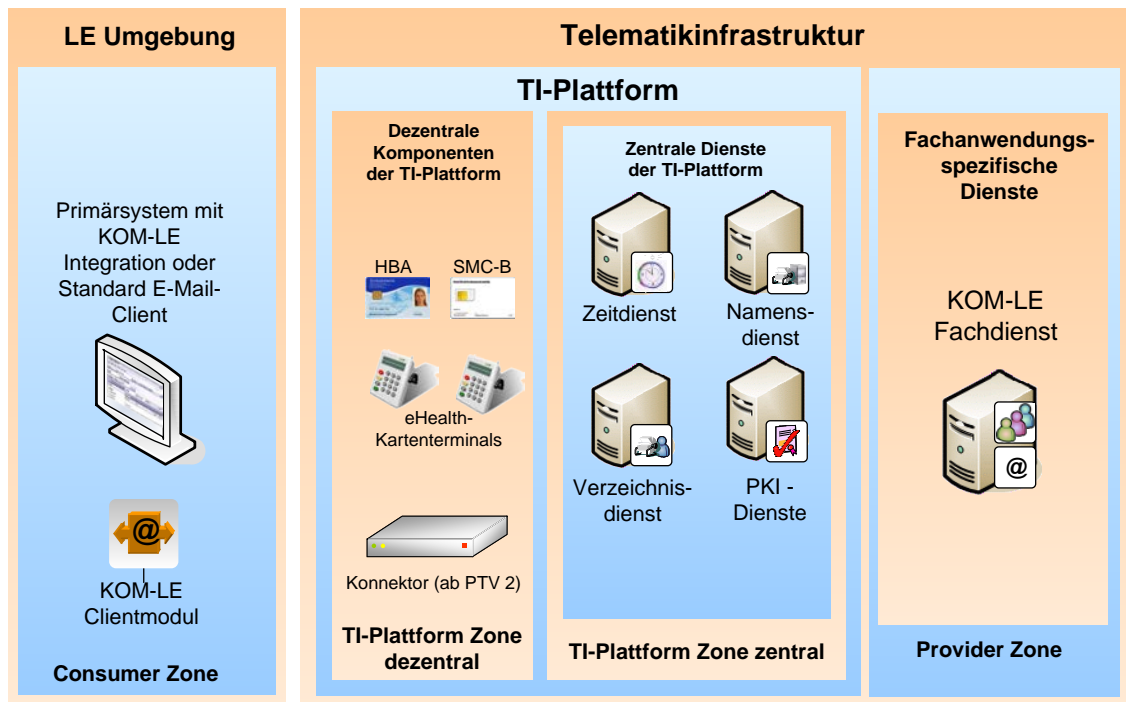 LE Umgebung
Primärsystem mit
KOM-LE
Integration oder
Standard E-Mail-
Client
@
KOM-LE
Clientmodul
Consumer Zone
Telematikinfrastruktur
TI-Plattform
Dezentrale
Komponenten
der TI-Plattform
HBA
SMC-B
eHealth-
Kartenterminals
Konnektor (ab PTV 2)
TI-Plattform Zone
dezentral
Zentrale Dienste
der TI-Plattform
Zeitdienst
Namens-
dienst
Verzeichnis-
dienst
PKI -
Dienste
TI-Plattform Zone zentral
Fachanwendungs-
spezifische
Dienste
KOM-LE
Fachdienst
@
Provider Zone